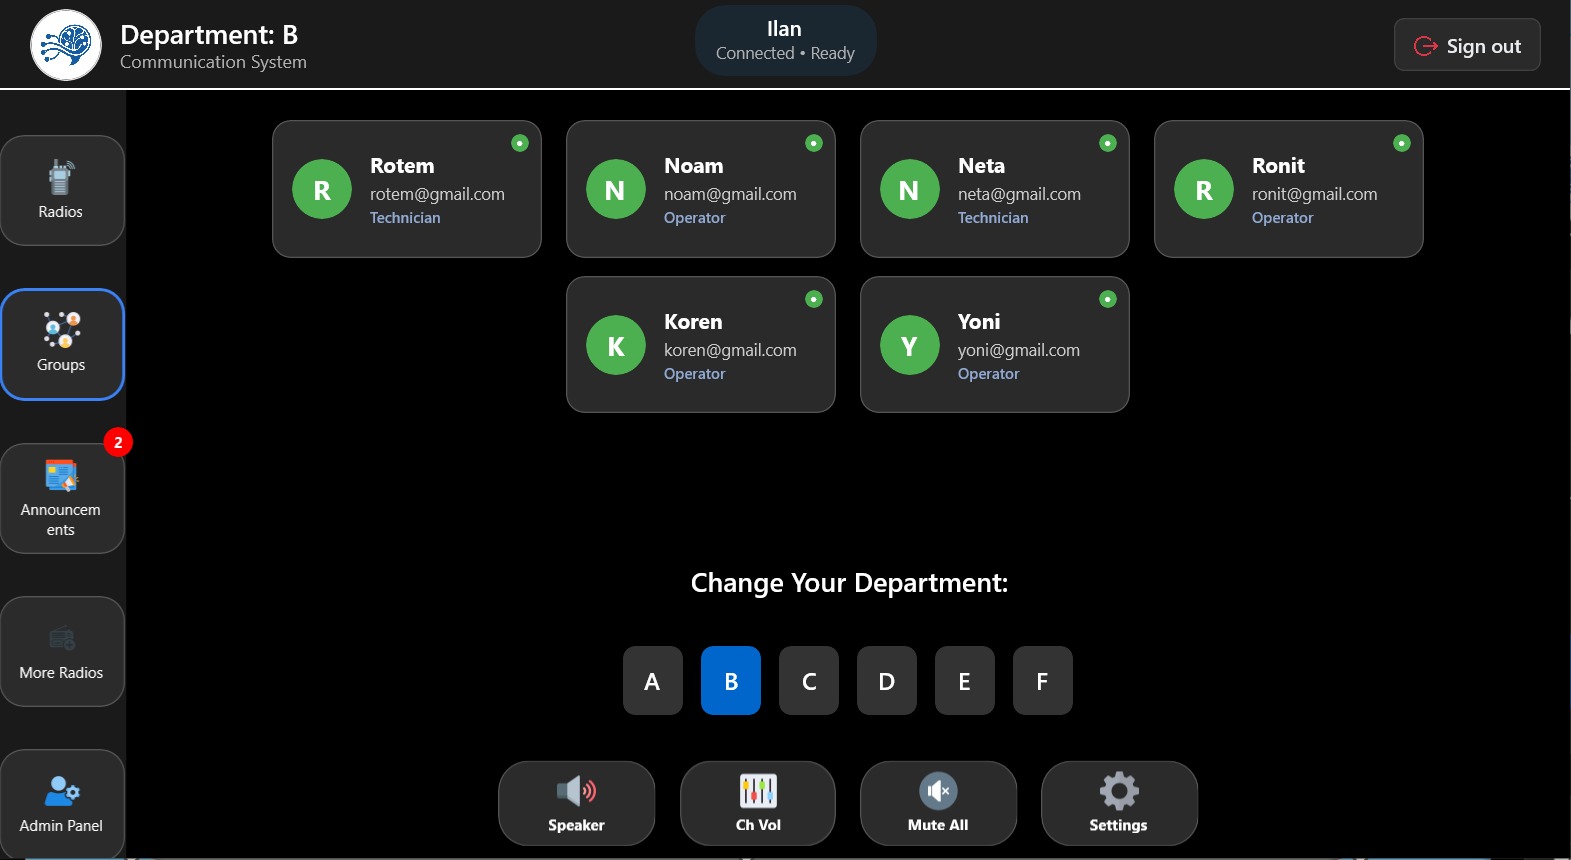 Department: B
Communication System
Ilan
Connected • Ready
Sign out
Radios
Groups
2
Announcem
ents
More Radios
Admin Panel
R
Rotem
rotem@gmail.com
Technician
N
Noam
noam@gmail.com
Operator
N
Neta
neta@gmail.com
Technician
R
Ronit
ronit@gmail.com
Operator
K
Koren
koren@gmail.com
Operator
Y
Yoni
yoni@gmail.com
Operator
Change Your Department:
A B C D E F
Speaker
Ch Vol
Mute All
Settings